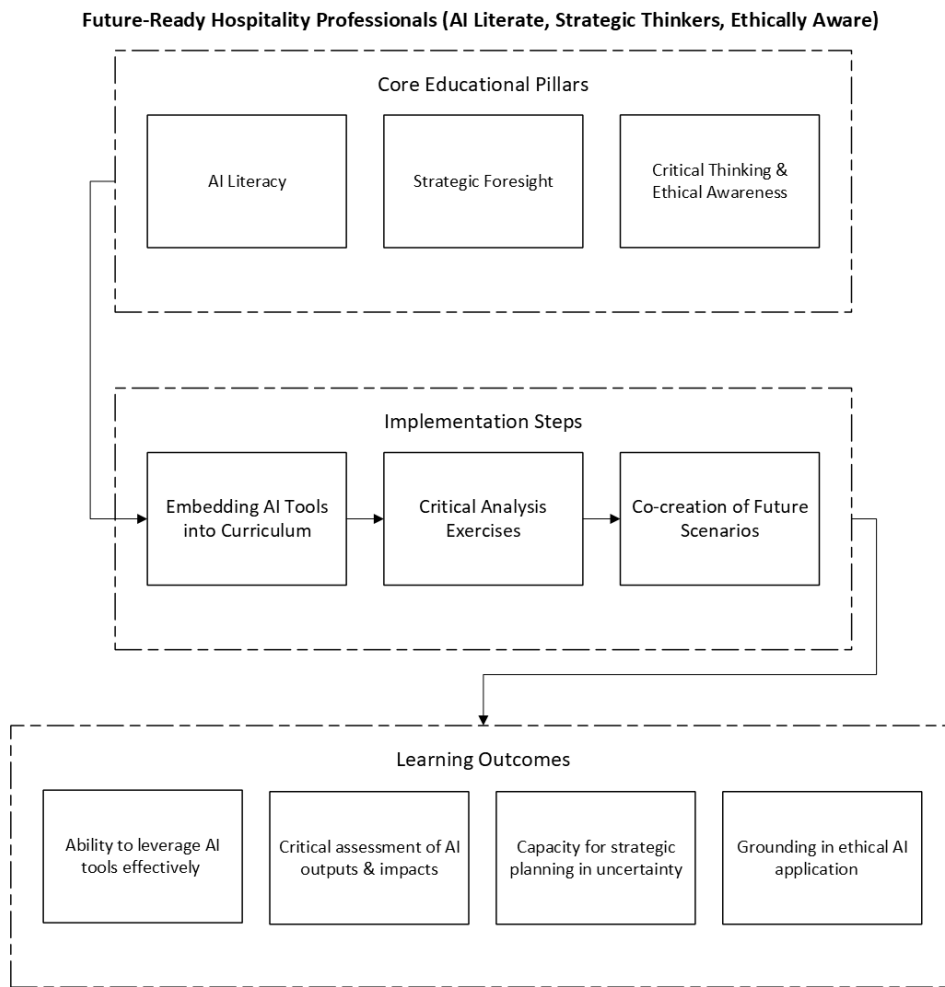 Future-Ready Hospitality Professionals (AI Literate, Strategic Thinkers, Ethically Aware)
Core Educational Pillars
AI Literacy
Strategic Foresight
Critical Thinking &
Ethical Awareness
Implementation Steps
Embedding AI Tools
into Curriculum
Critical Analysis
Exercises
Co-creation of Future
Scenarios
Learning Outcomes
Ability to leverage AI
tools effectively
Critical assessment of AI
outputs & impacts
Capacity for strategic
planning in uncertainty
Grounding in ethical AI
application